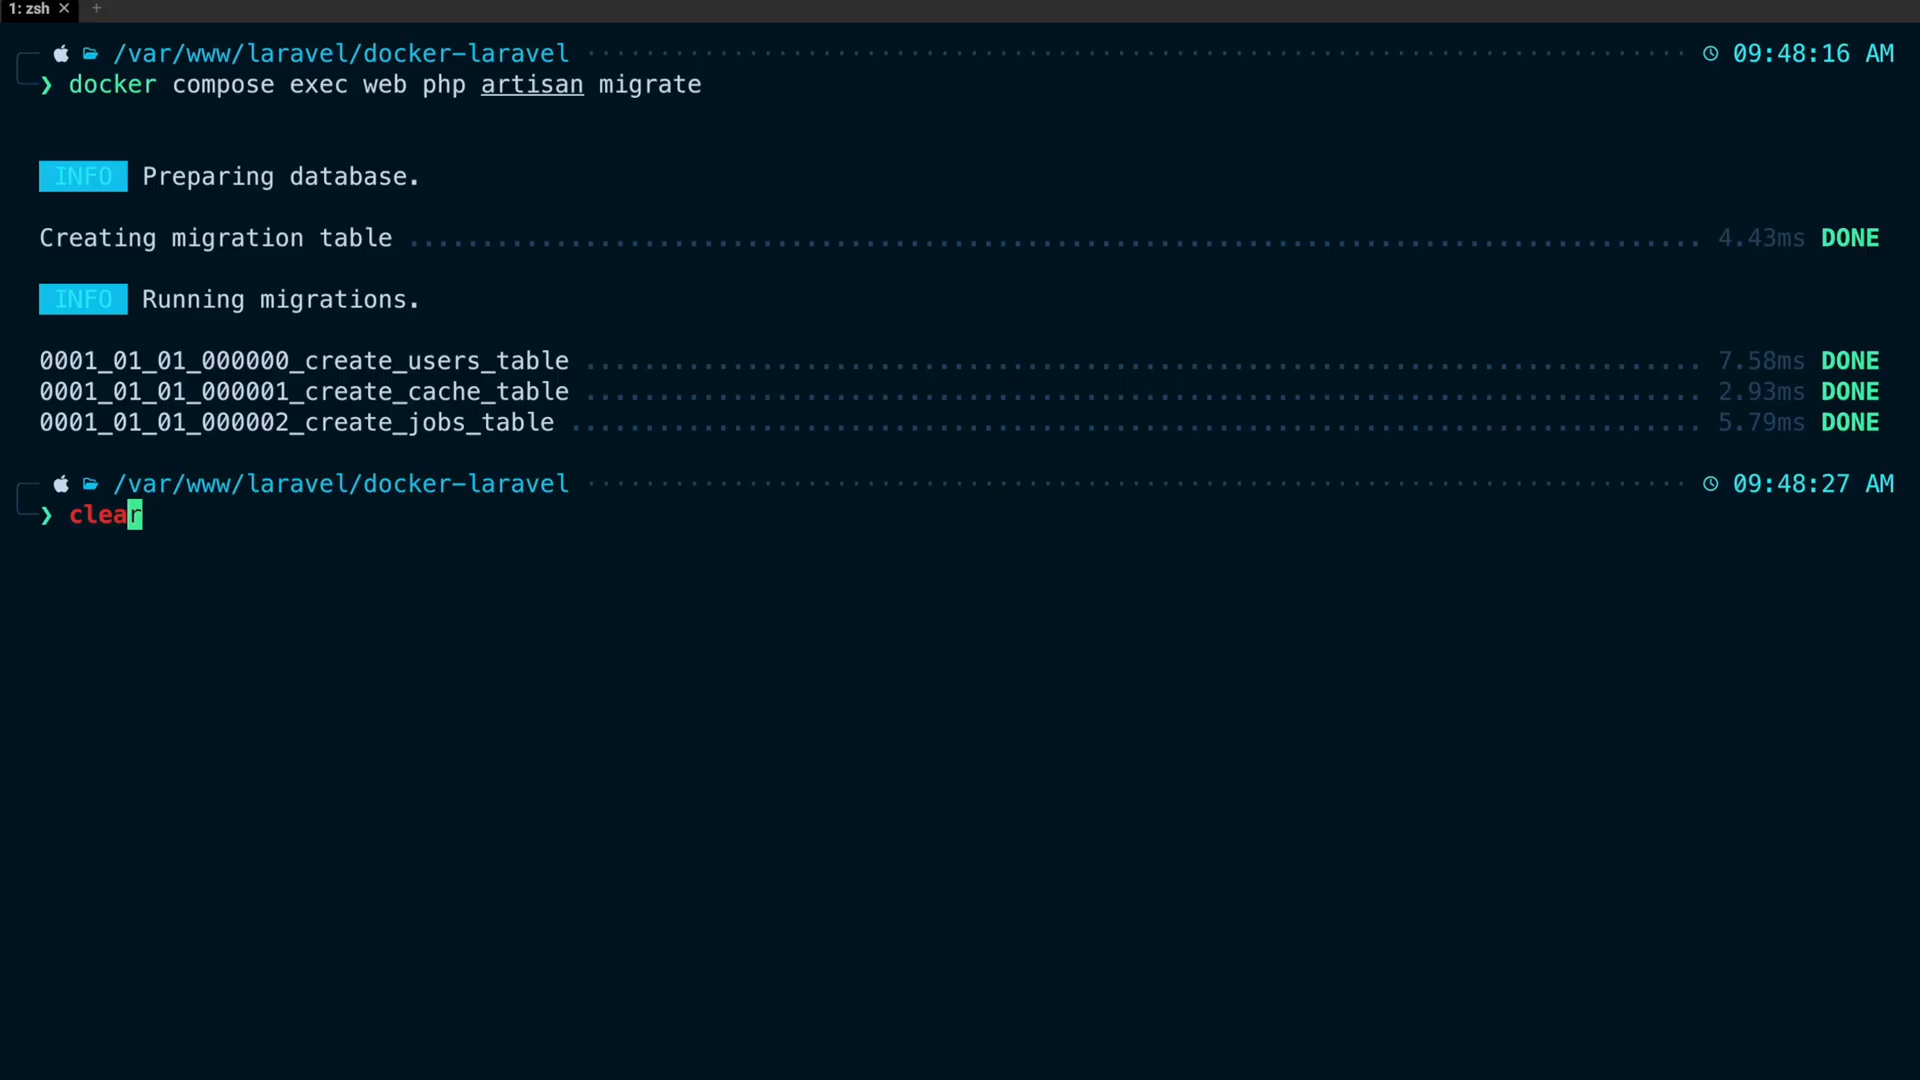 1: zsh × +
/var/www/laravel/docker-laravel 09:48:16 AM
❯ docker compose exec web php artisan migrate
INFO Preparing database.
Creating migration table ........ 4.43ms DONE
INFO Running migrations.
0001_01_01_000000_create_users_table ........ 7.58ms DONE
0001_01_01_000001_create_cache_table ........ 2.93ms DONE
0001_01_01_000002_create_jobs_table ........ 5.79ms DONE
/var/www/laravel/docker-laravel 09:48:27 AM
❯ clear